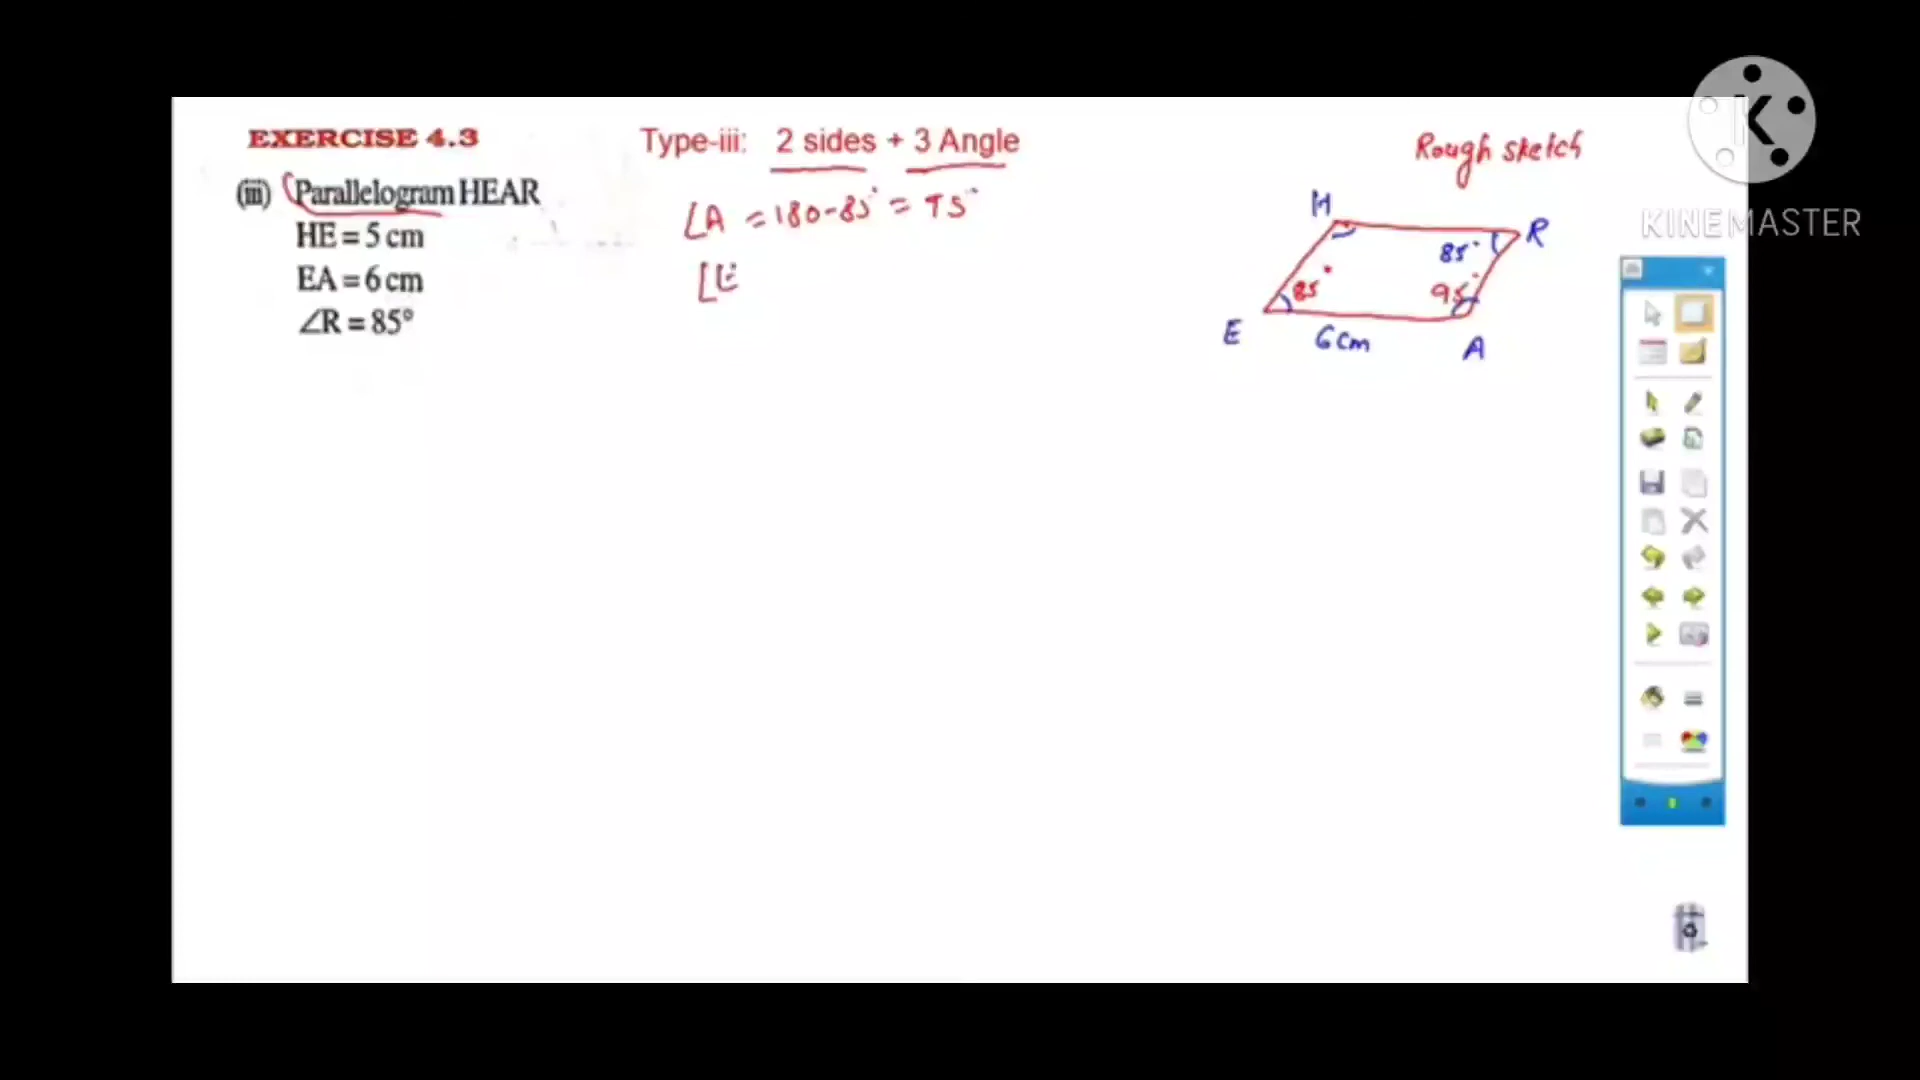 EXERCISE 4.3
Type-iii: 2 sides + 3 Angle
Rough sketch
K
KINEMASTER
(iii) Parallelogram HEAR
HE = 5 cm
EA = 6 cm
∠R = 85°
∠A = 180-85° = 95°
∠E
H
R
85°
85°
95°
E
6cm
A